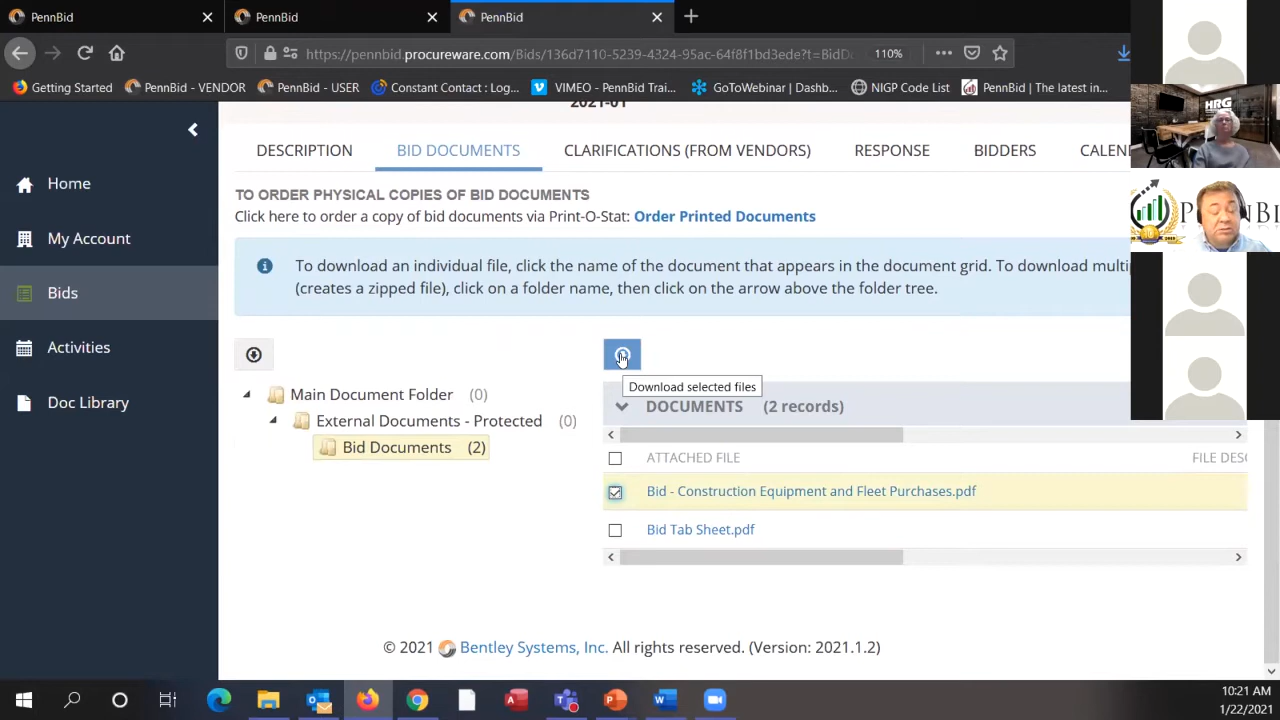 PennBid
PennBid
PennBid
https://pennbid.procureware.com/Bids/136d7110-5239-4324-95ac-64f8f1bd3ede?t=BidD
110%
Getting Started
PennBid - VENDOR
PennBid - USER
Constant Contact : Log...
VIMEO - PennBid Trai...
GoToWebinar | Dashb...
NIGP Code List
PennBid | The latest in...
HRG
2021-01
Home
My Account
Bids
Activities
Doc Library
DESCRIPTION
BID DOCUMENTS
CLARIFICATIONS (FROM VENDORS)
RESPONSE
BIDDERS
CALEN
TO ORDER PHYSICAL COPIES OF BID DOCUMENTS
Click here to order a copy of bid documents via Print-O-Stat: Order Printed Documents
To download an individual file, click the name of the document that appears in the document grid. To download multi
(creates a zipped file), click on a folder name, then click on the arrow above the folder tree.
Main Document Folder (0)
External Documents - Protected (0)
Bid Documents (2)
Download selected files
DOCUMENTS (2 records)
ATTACHED FILE
FILE DESC
Bid - Construction Equipment and Fleet Purchases.pdf
Bid Tab Sheet.pdf
© 2021 Bentley Systems, Inc. All rights reserved. (Version: 2021.1.2)
10:21 AM
1/22/2021